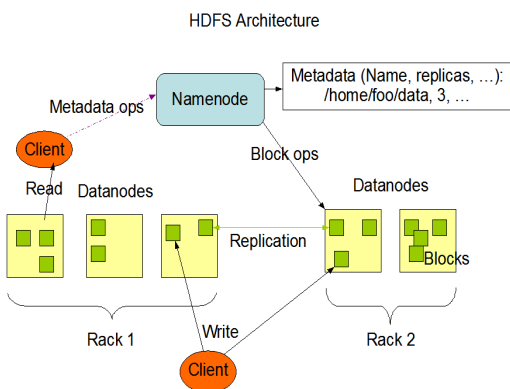 HDFS Architecture
Metadata (Name, replicas, …):
/home/foo/data, 3, …
Namenode
Metadata ops
Client
Block ops
Read
Datanodes
Datanodes
Replication
Blocks
Rack 1
Write
Rack 2
Client